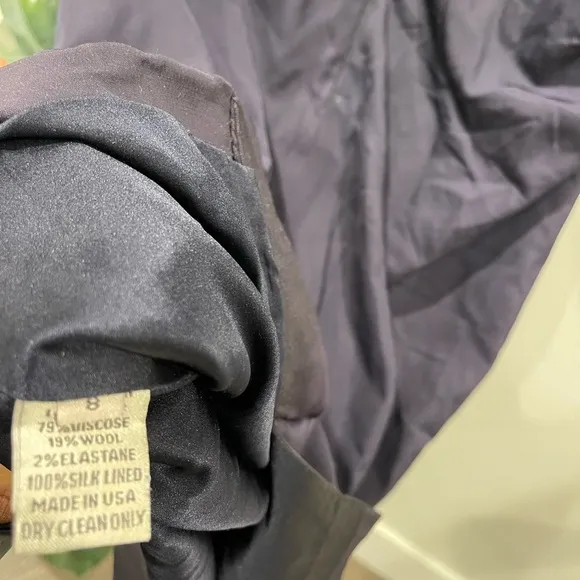 8
79% VISCOSE
19% WOOL
2% ELASTANE
100% SILK LINED
MADE IN USA
DRY CLEAN ONLY